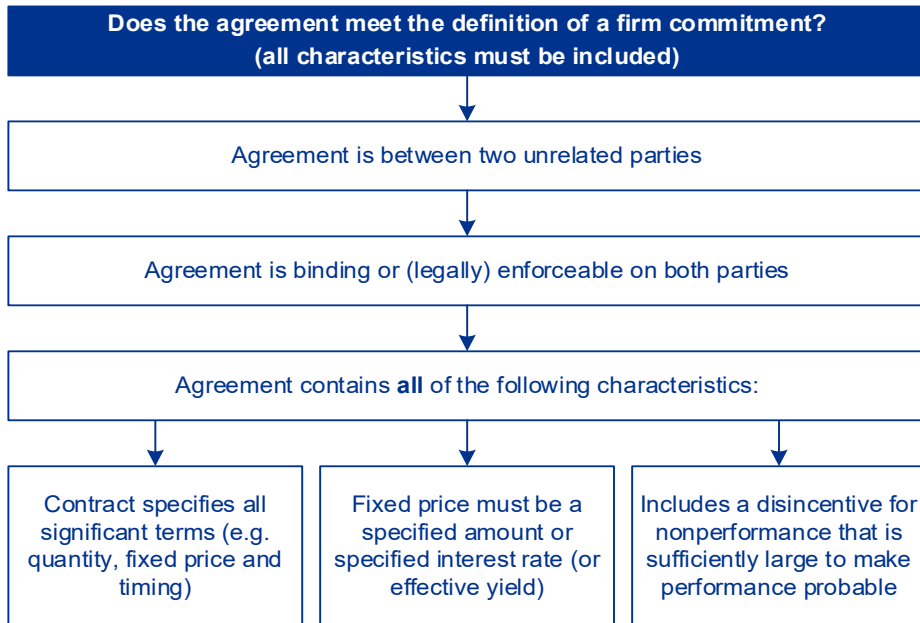 Does the agreement meet the definition of a firm commitment?
(all characteristics must be included)
Agreement is between two unrelated parties
Agreement is binding or (legally) enforceable on both parties
Agreement contains all of the following characteristics:
Contract specifies all
significant terms (e.g.
quantity, fixed price and
timing)
Fixed price must be a
specified amount or
specified interest rate (or
effective yield)
Includes a disincentive for
nonperformance that is
sufficiently large to make
performance probable